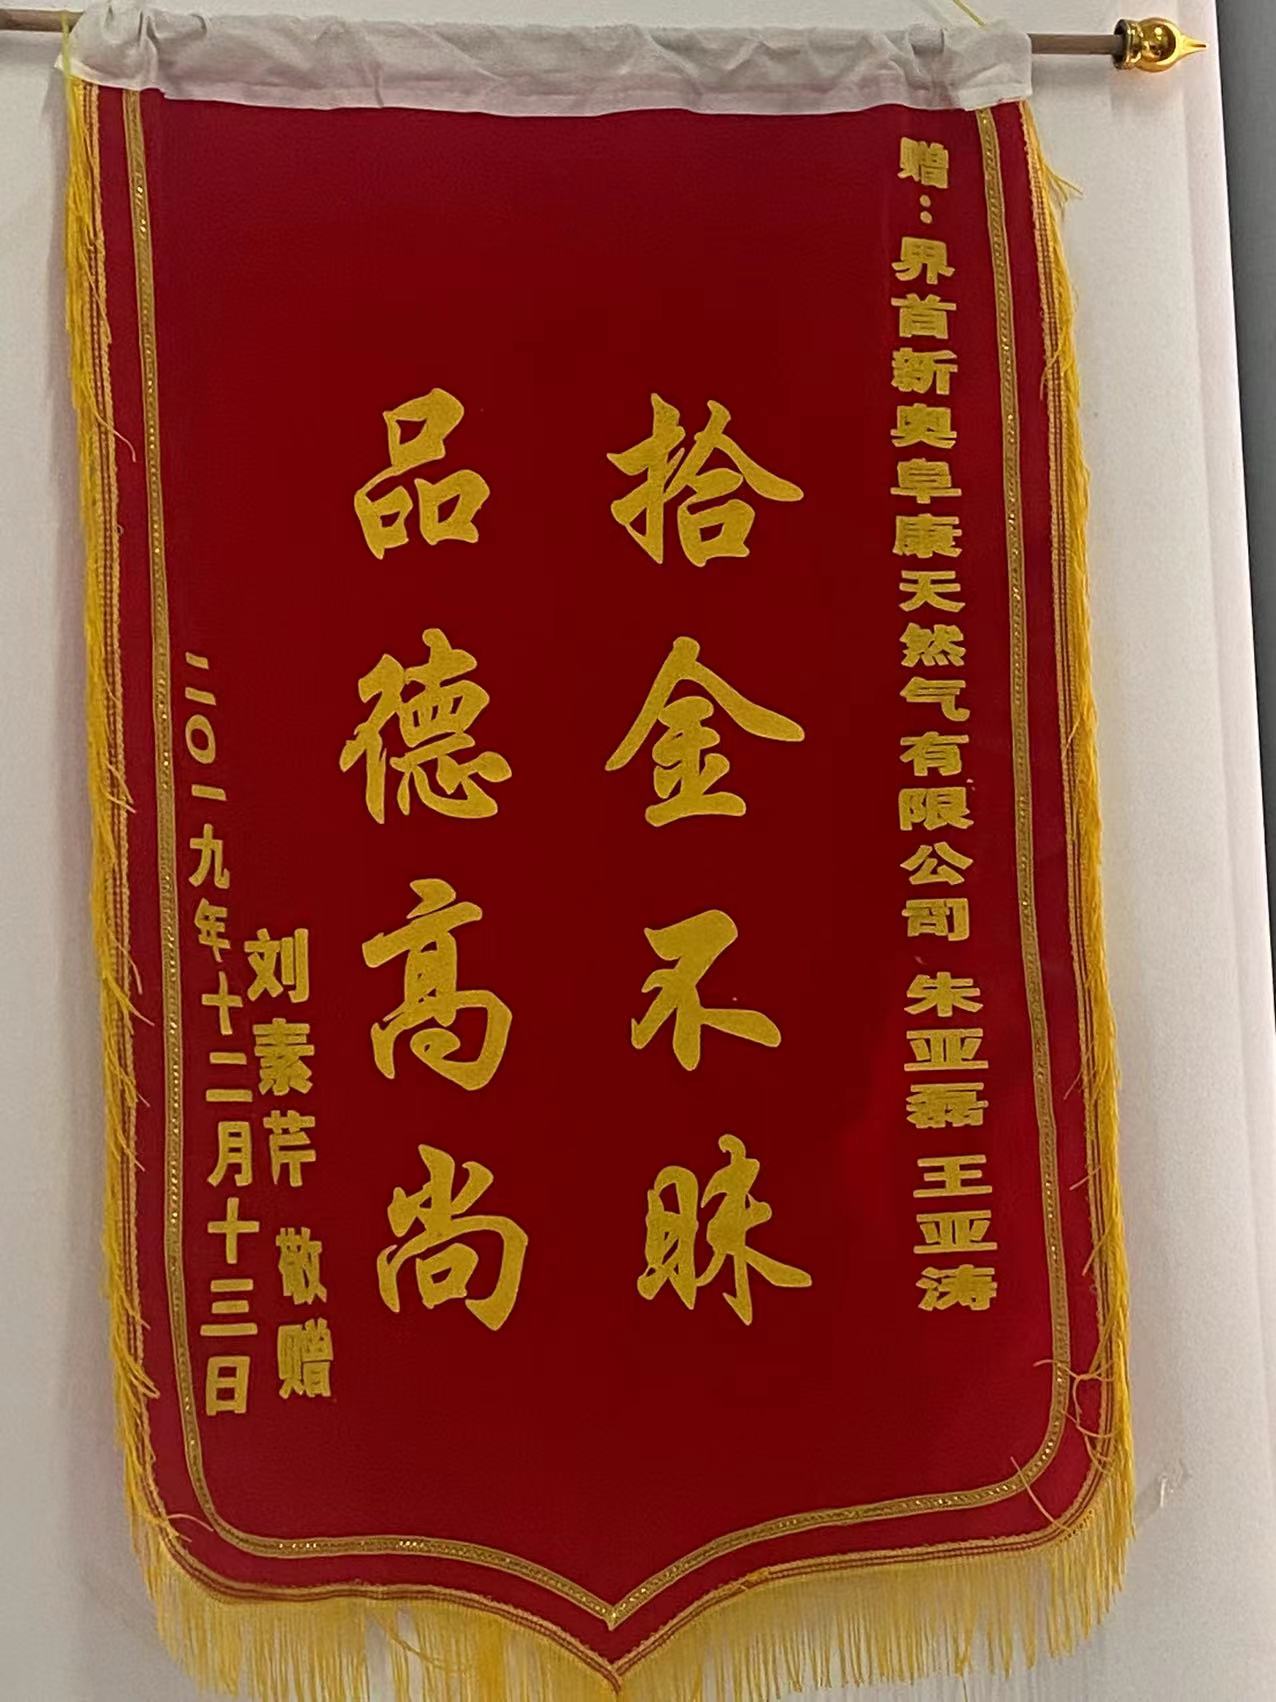 赠：界首新奥阜康天然气有限公司 朱亚磊 王亚涛
拾金不昧
品德高尚
刘素芹 敬赠
二〇一九年十二月十三日